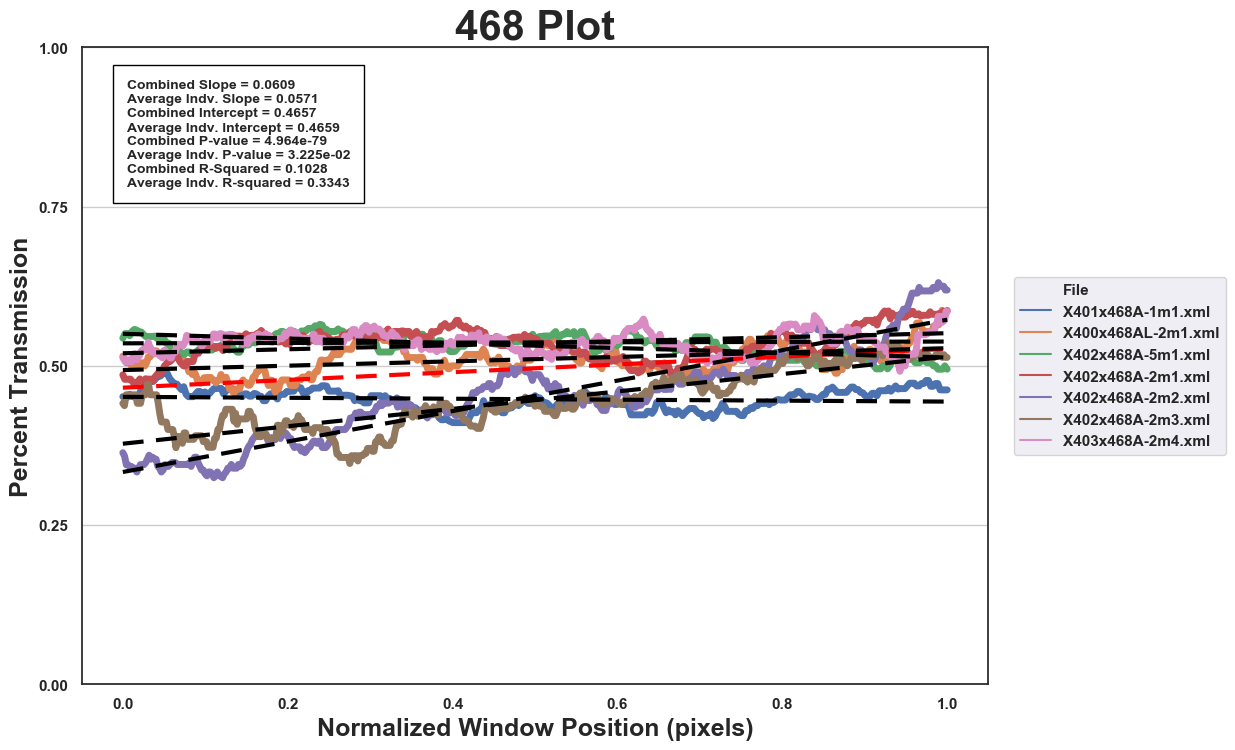 468 Plot
Combined Slope = 0.0609
Average Indv. Slope = 0.0571
Combined Intercept = 0.4657
Average Indv. Intercept = 0.4659
Combined P-value = 4.964e-79
Average Indv. P-value = 3.225e-02
Combined R-Squared = 0.1028
Average Indv. R-squared = 0.3343
Percent Transmission
1.00
0.75
0.50
0.25
0.00
0.0 0.2 0.4 0.6 0.8 1.0
Normalized Window Position (pixels)
File
X401x468A-1m1.xml
X400x468AL-2m1.xml
X402x468A-5m1.xml
X402x468A-2m1.xml
X402x468A-2m2.xml
X402x468A-2m3.xml
X403x468A-2m4.xml